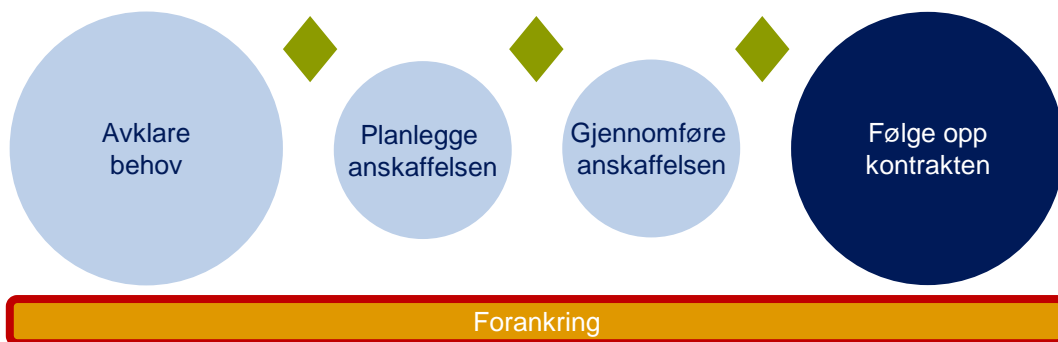 Avklare
behov
Planlegge
anskaffelsen
Gjennomføre
anskaffelsen
Følge opp
kontrakten
Forankring